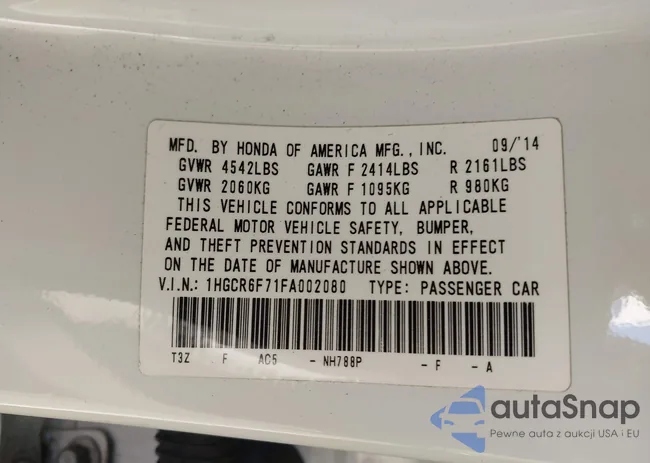 MFD. BY HONDA OF AMERICA MFG., INC. 09/'14
GVWR 4542LBS GAWR F 2414LBS R 2161LBS
GVWR 2060KG GAWR F 1095KG R 980KG
THIS VEHICLE CONFORMS TO ALL APPLICABLE
FEDERAL MOTOR VEHICLE SAFETY, BUMPER,
AND THEFT PREVENTION STANDARDS IN EFFECT
ON THE DATE OF MANUFACTURE SHOWN ABOVE.
V.I.N.: 1HGCR6F71FA002080 TYPE: PASSENGER CAR
T3Z F AC5 - NH788P - F - A
autaSnap
Pewne auta z aukcji USA i EU